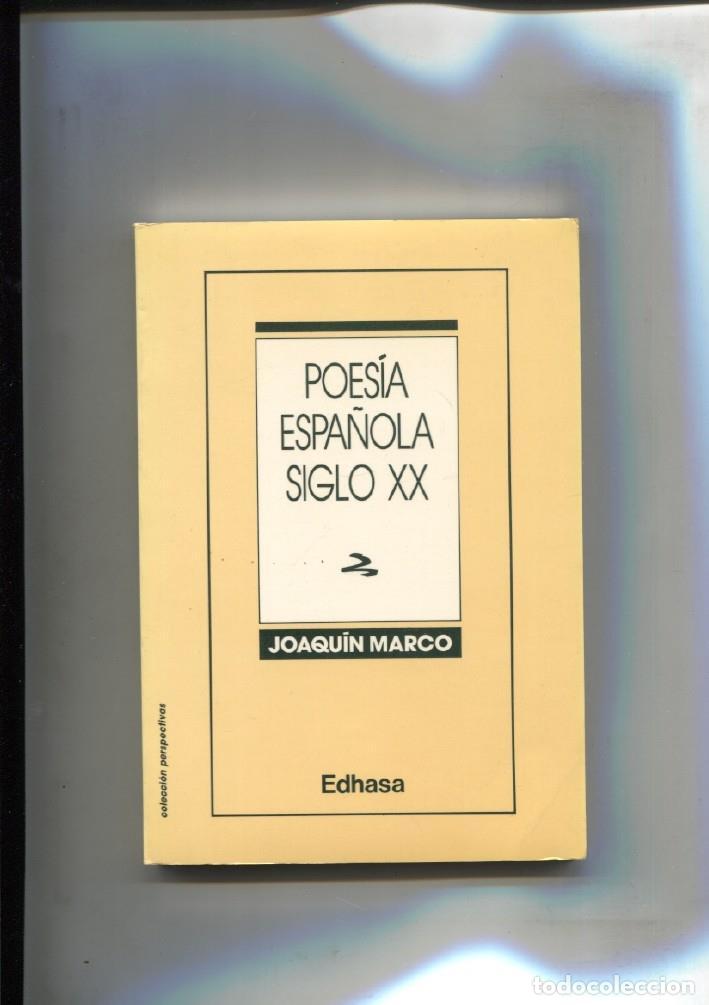 POESÍA
ESPAÑOLA
SIGLO XX
JOAQUÍN MARCO
colección perspectivas
Edhasa
todocoleccion